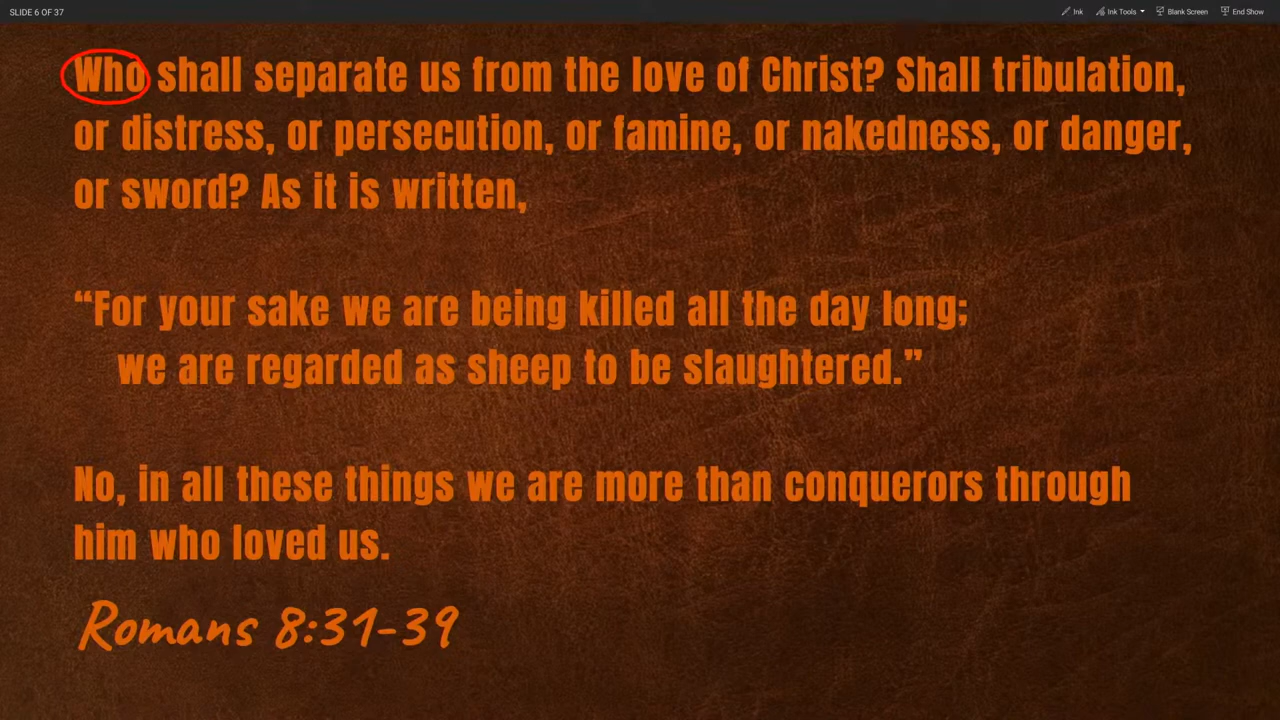 SLIDE 6 OF 37
Ink
Ink Tools
Blank Screen
End Show
Who shall separate us from the love of Christ? Shall tribulation,
or distress, or persecution, or famine, or nakedness, or danger,
or sword? As it is written,
“For your sake we are being killed all the day long;
we are regarded as sheep to be slaughtered.”
No, in all these things we are more than conquerors through
him who loved us.
Romans 8:31-39